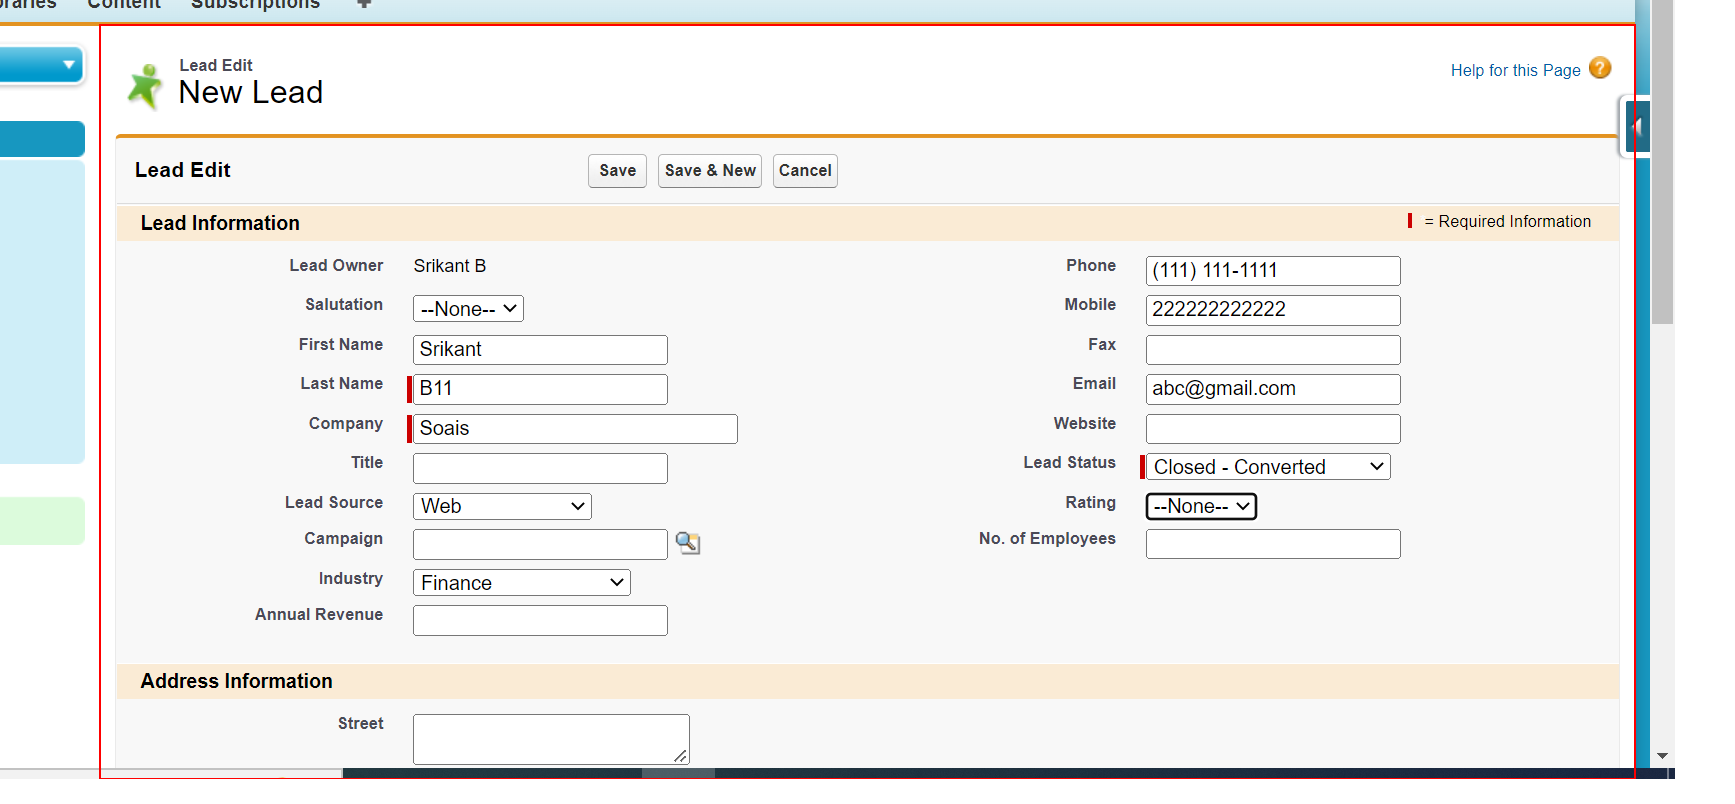 Content Subscriptions +
Lead Edit
New Lead
Help for this Page ?
Lead Edit
Save Save & New Cancel
Lead Information
= Required Information
Lead Owner Srikant B
Phone (111) 111-1111
Salutation --None--
Mobile 222222222222
First Name Srikant
Fax
Last Name B11
Email abc@gmail.com
Company Soais
Website
Title
Lead Status Closed - Converted
Lead Source Web
Rating --None--
Campaign
No. of Employees
Industry Finance
Annual Revenue
Address Information
Street